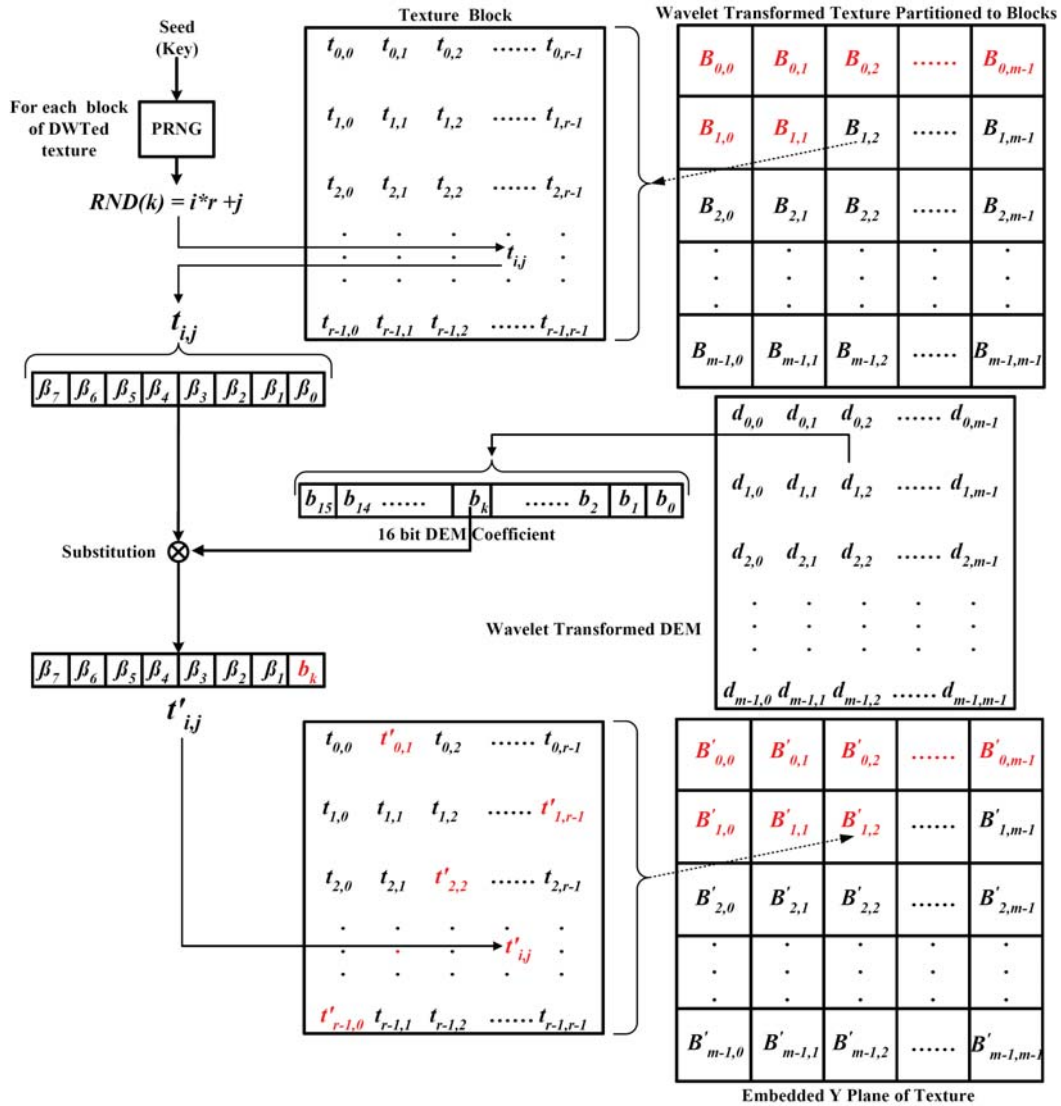 Texture Block
Wavelet Transformed Texture Partitioned to Blocks
Seed
(Key)
For each block
of DWTed
texture
PRNG
RND(k) = i*r +j
t0,0 t0,1 t0,2 ...... t0,r-1
t1,0 t1,1 t1,2 ...... t1,r-1
t2,0 t2,1 t2,2 ...... t2,r-1
ti,j
tr-1,0 tr-1,1 tr-1,2 ...... tr-1,r-1
B0,0 B0,1 B0,2 ...... B0,m-1
B1,0 B1,1 B1,2 ...... B1,m-1
B2,0 B2,1 B2,2 ...... B2,m-1
Bm-1,0 Bm-1,1 Bm-1,2 ...... Bm-1,m-1
ti,j
β7 β6 β5 β4 β3 β2 β1 β0
d0,0 d0,1 d0,2 ...... d0,m-1
d1,0 d1,1 d1,2 ...... d1,m-1
d2,0 d2,1 d2,2 ...... d2,m-1
dm-1,0 dm-1,1 dm-1,2 ...... dm-1,m-1
b15 b14 ...... bk ...... b2 b1 b0
16 bit DEM Coefficient
Substitution
Wavelet Transformed DEM
β7 β6 β5 β4 β3 β2 β1 bk
t'i,j
t0,0 t'0,1 t0,2 ...... t0,r-1
t1,0 t1,1 t1,2 ...... t'1,r-1
t2,0 t2,1 t'2,2 ...... t2,r-1
t'i,j
t'r-1,0 tr-1,1 tr-1,2 ...... tr-1,r-1
B'0,0 B'0,1 B'0,2 ...... B'0,m-1
B'1,0 B'1,1 B'1,2 ...... B'1,m-1
B'2,0 B'2,1 B'2,2 ...... B'2,m-1
B'm-1,0 B'm-1,1 B'm-1,2 ...... B'm-1,m-1
Embedded Y Plane of Texture